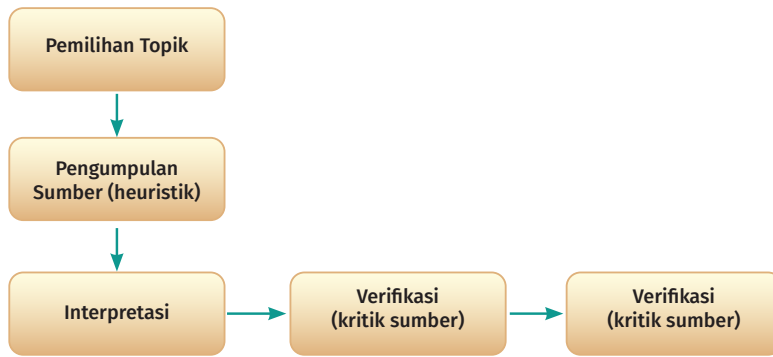 Pemilihan Topik
Pengumpulan
Sumber (heuristik)
Interpretasi
Verifikasi
(kritik sumber)
Verifikasi
(kritik sumber)